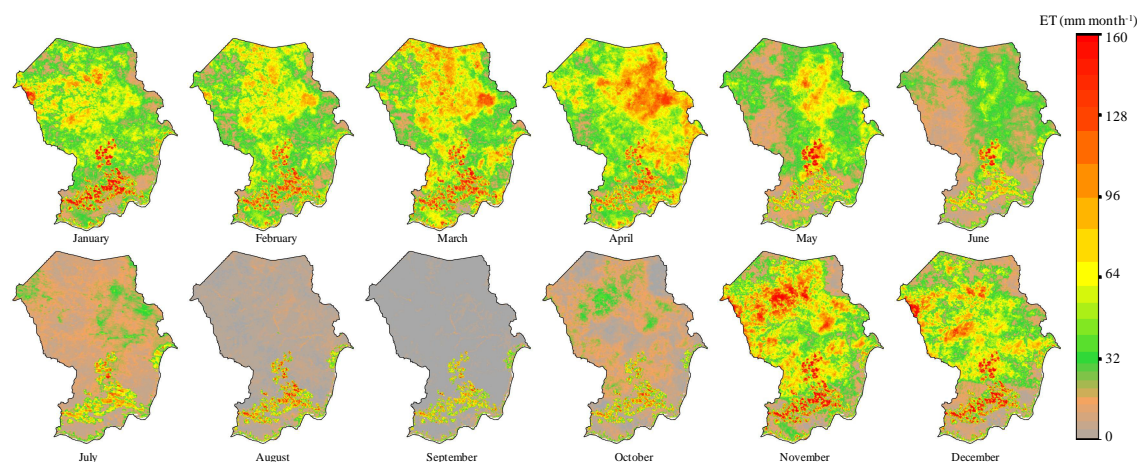 ET (mm month⁻¹)
160
128
96
64
32
0
January
February
March
April
May
June
July
August
September
October
November
December